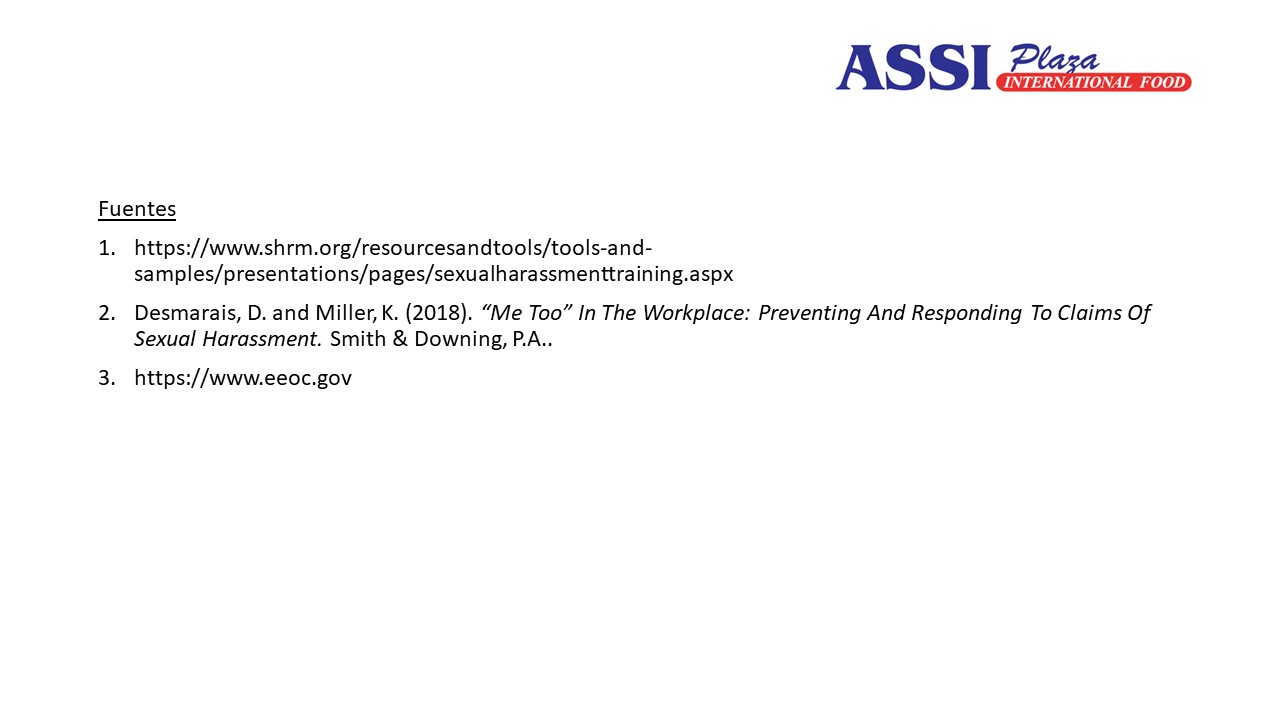 ASSI Plaza
INTERNATIONAL FOOD
Fuentes
1. https://www.shrm.org/resourcesandtools/tools-and-
samples/presentations/pages/sexualharassmenttraining.aspx
2. Desmarais, D. and Miller, K. (2018). “Me Too” In The Workplace: Preventing And Responding To Claims Of
Sexual Harassment. Smith & Downing, P.A..
3. https://www.eeoc.gov